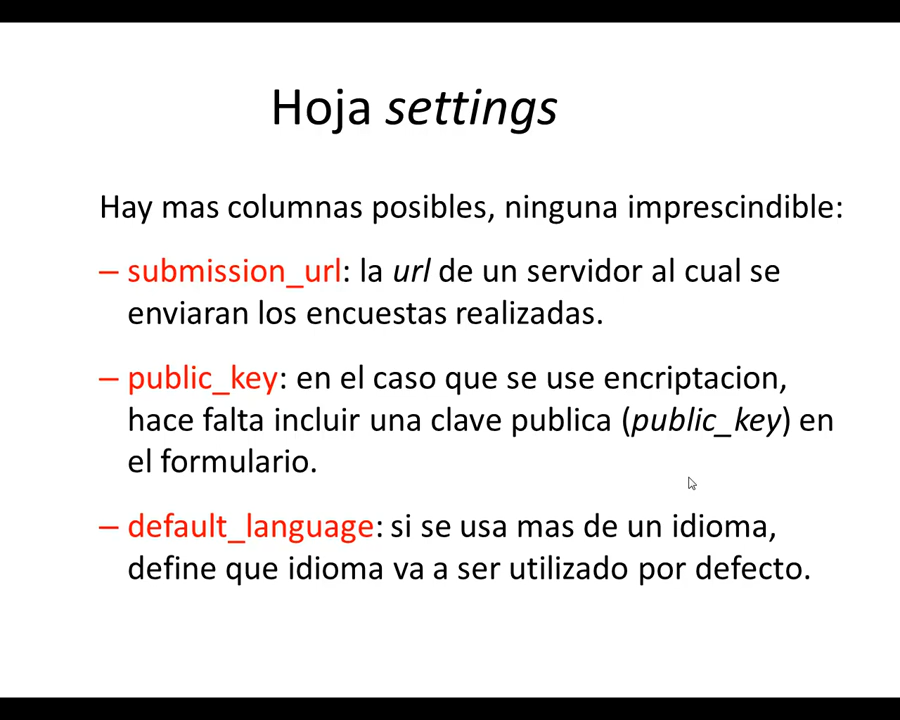 Hoja settings
Hay mas columnas posibles, ninguna imprescindible:
– submission_url: la url de un servidor al cual se
enviaran los encuestas realizadas.
– public_key: en el caso que se use encriptacion,
hace falta incluir una clave publica (public_key) en
el formulario.
– default_language: si se usa mas de un idioma,
define que idioma va a ser utilizado por defecto.